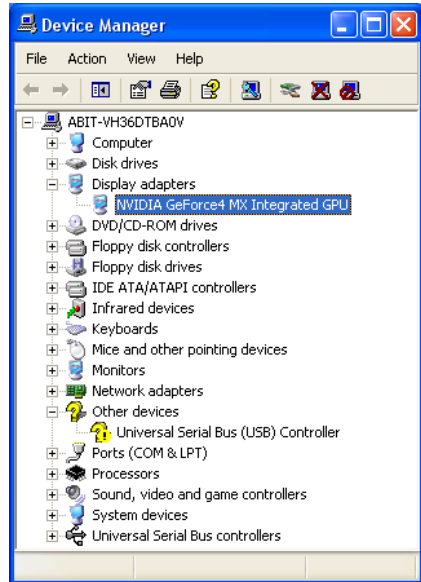 Device Manager
File Action View Help
ABIT-VH36DTBA0V
Computer
Disk drives
Display adapters
NVIDIA GeForce4 MX Integrated GPU
DVD/CD-ROM drives
Floppy disk controllers
Floppy disk drives
IDE ATA/ATAPI controllers
Infrared devices
Keyboards
Mice and other pointing devices
Monitors
Network adapters
Other devices
Universal Serial Bus (USB) Controller
Ports (COM & LPT)
Processors
Sound, video and game controllers
System devices
Universal Serial Bus controllers